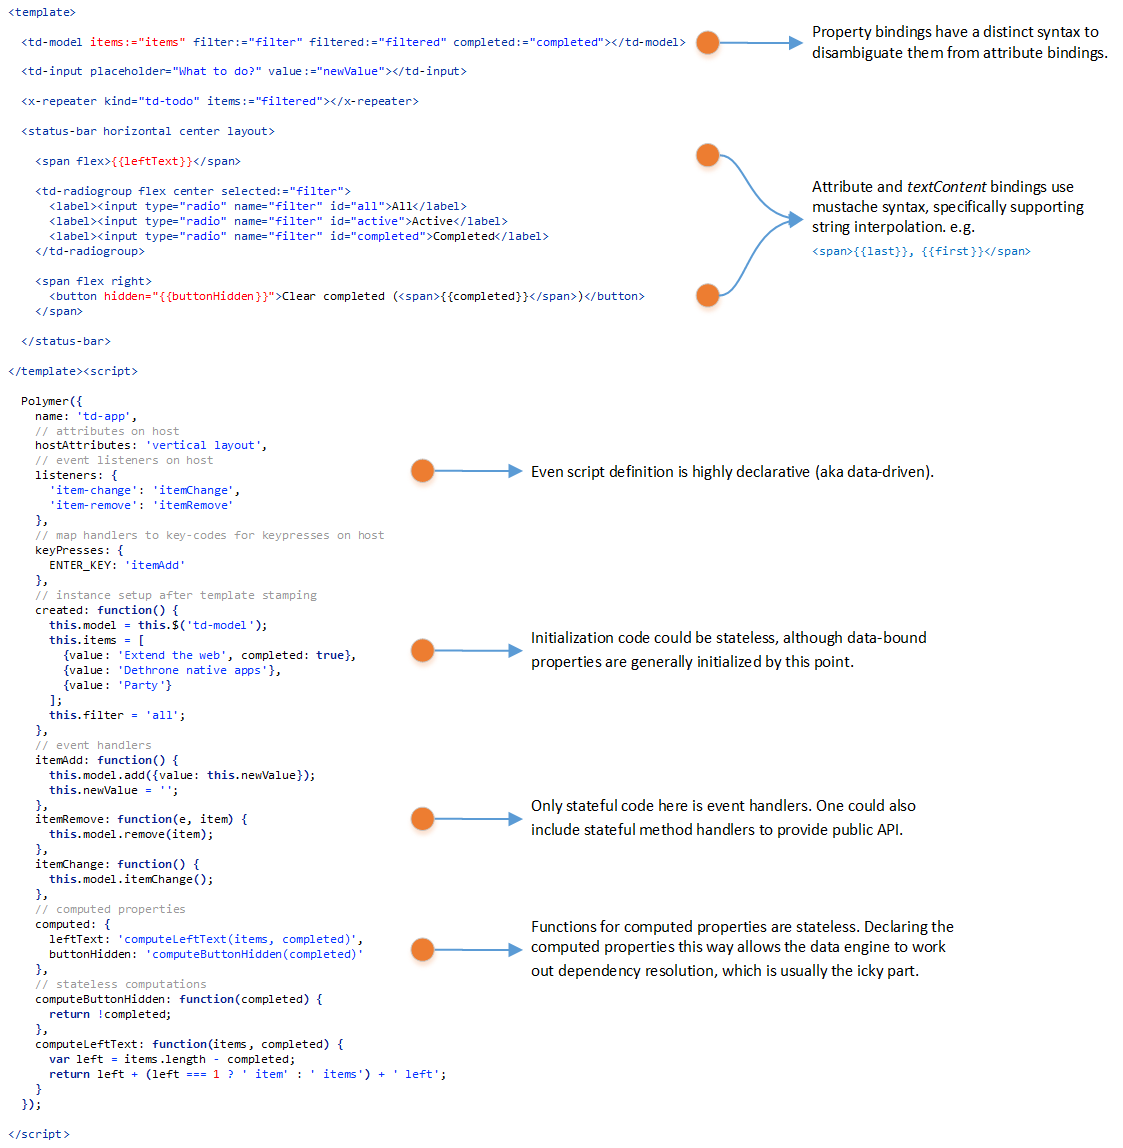 <template>
<td-model items:="items" filter:="filter" filtered:="filtered" completed:="completed"></td-model>
<td-input placeholder="What to do?" value:="newValue"></td-input>
<x-repeater kind="td-todo" items:="filtered"></x-repeater>
<status-bar horizontal center layout>
<span flex>{{leftText}}</span>
<td-radiogroup flex center selected:="filter">
<label><input type="radio" name="filter" id="all">All</label>
<label><input type="radio" name="filter" id="active">Active</label>
<label><input type="radio" name="filter" id="completed">Completed</label>
</td-radiogroup>
<span flex right>
<button hidden="{{buttonHidden}}">Clear completed (<span>{{completed}}</span>)</button>
</span>
</status-bar>
</template><script>
Property bindings have a distinct syntax to
disambiguate them from attribute bindings.
Attribute and textContent bindings use
mustache syntax, specifically supporting
string interpolation. e.g.
<span>{{last}}, {{first}}</span>
Polymer({
name: 'td-app',
// attributes on host
hostAttributes: 'vertical layout',
// event listeners on host
listeners: {
'item-change': 'itemChange',
'item-remove': 'itemRemove'
},
// map handlers to key-codes for keypresses on host
keyPresses: {
ENTER_KEY: 'itemAdd'
},
// instance setup after template stamping
created: function() {
this.model = this.$('td-model');
this.items = [
{value: 'Extend the web', completed: true},
{value: 'Dethrone native apps'},
{value: 'Party'}
];
this.filter = 'all';
},
// event handlers
itemAdd: function() {
this.model.add({value: this.newValue});
this.newValue = '';
},
itemRemove: function(e, item) {
this.model.remove(item);
},
itemChange: function() {
this.model.itemChange();
},
// computed properties
computed: {
leftText: 'computeLeftText(items, completed)',
buttonHidden: 'computeButtonHidden(completed)'
},
// stateless computations
computeButtonHidden: function(completed) {
return !completed;
},
computeLeftText: function(items, completed) {
var left = items.length - completed;
return left + (left === 1 ? ' item' : ' items') + ' left';
}
});
</script>
Even script definition is highly declarative (aka data-driven).
Initialization code could be stateless, although data-bound
properties are generally initialized by this point.
Only stateful code here is event handlers. One could also
include stateful method handlers to provide public API.
Functions for computed properties are stateless. Declaring the
computed properties this way allows the data engine to work
out dependency resolution, which is usually the icky part.